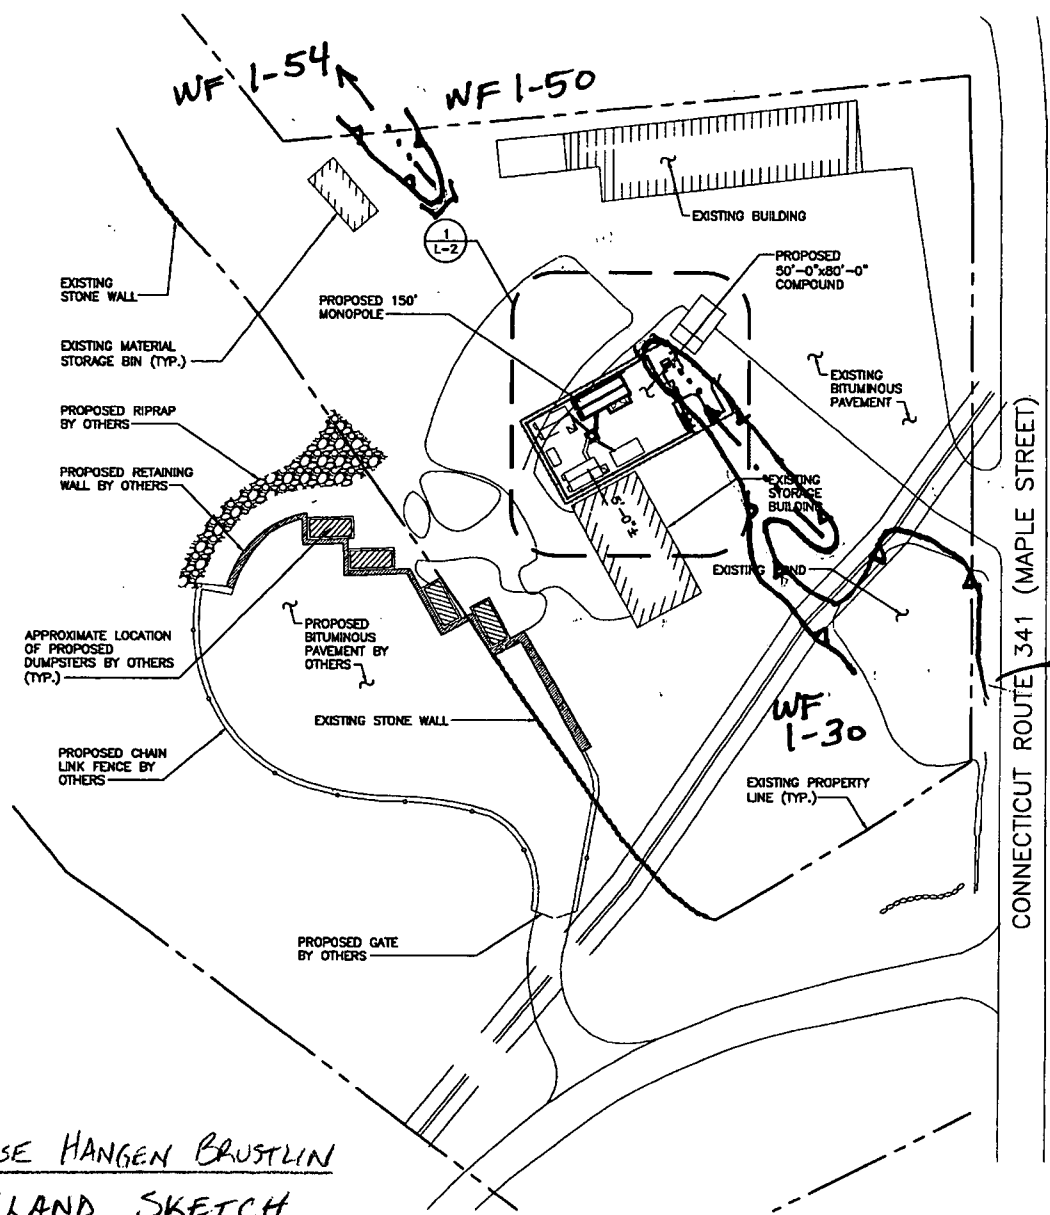 WF 1-54
WF 1-50
EXISTING BUILDING
1
L-2
PROPOSED
50'-0"x80'-0"
COMPOUND
EXISTING
STONE WALL
PROPOSED 150'
MONOPOLE
EXISTING MATERIAL
STORAGE BIN (TYP.)
EXISTING
BITUMINOUS
PAVEMENT
PROPOSED RIPRAP
BY OTHERS
PROPOSED RETAINING
WALL BY OTHERS
EXISTING
STORAGE
BUILDING
EXISTING POND
APPROXIMATE LOCATION
OF PROPOSED
DUMPSTERS BY OTHERS
(TYP.)
PROPOSED
BITUMINOUS
PAVEMENT BY
OTHERS
EXISTING STONE WALL
WF
1-30
PROPOSED CHAIN
LINK FENCE BY
OTHERS
EXISTING PROPERTY
LINE (TYP.)
CONNECTICUT ROUTE 341 (MAPLE STREET)
PROPOSED GATE
BY OTHERS
HANGEN BRUSTLIN
SKETCH